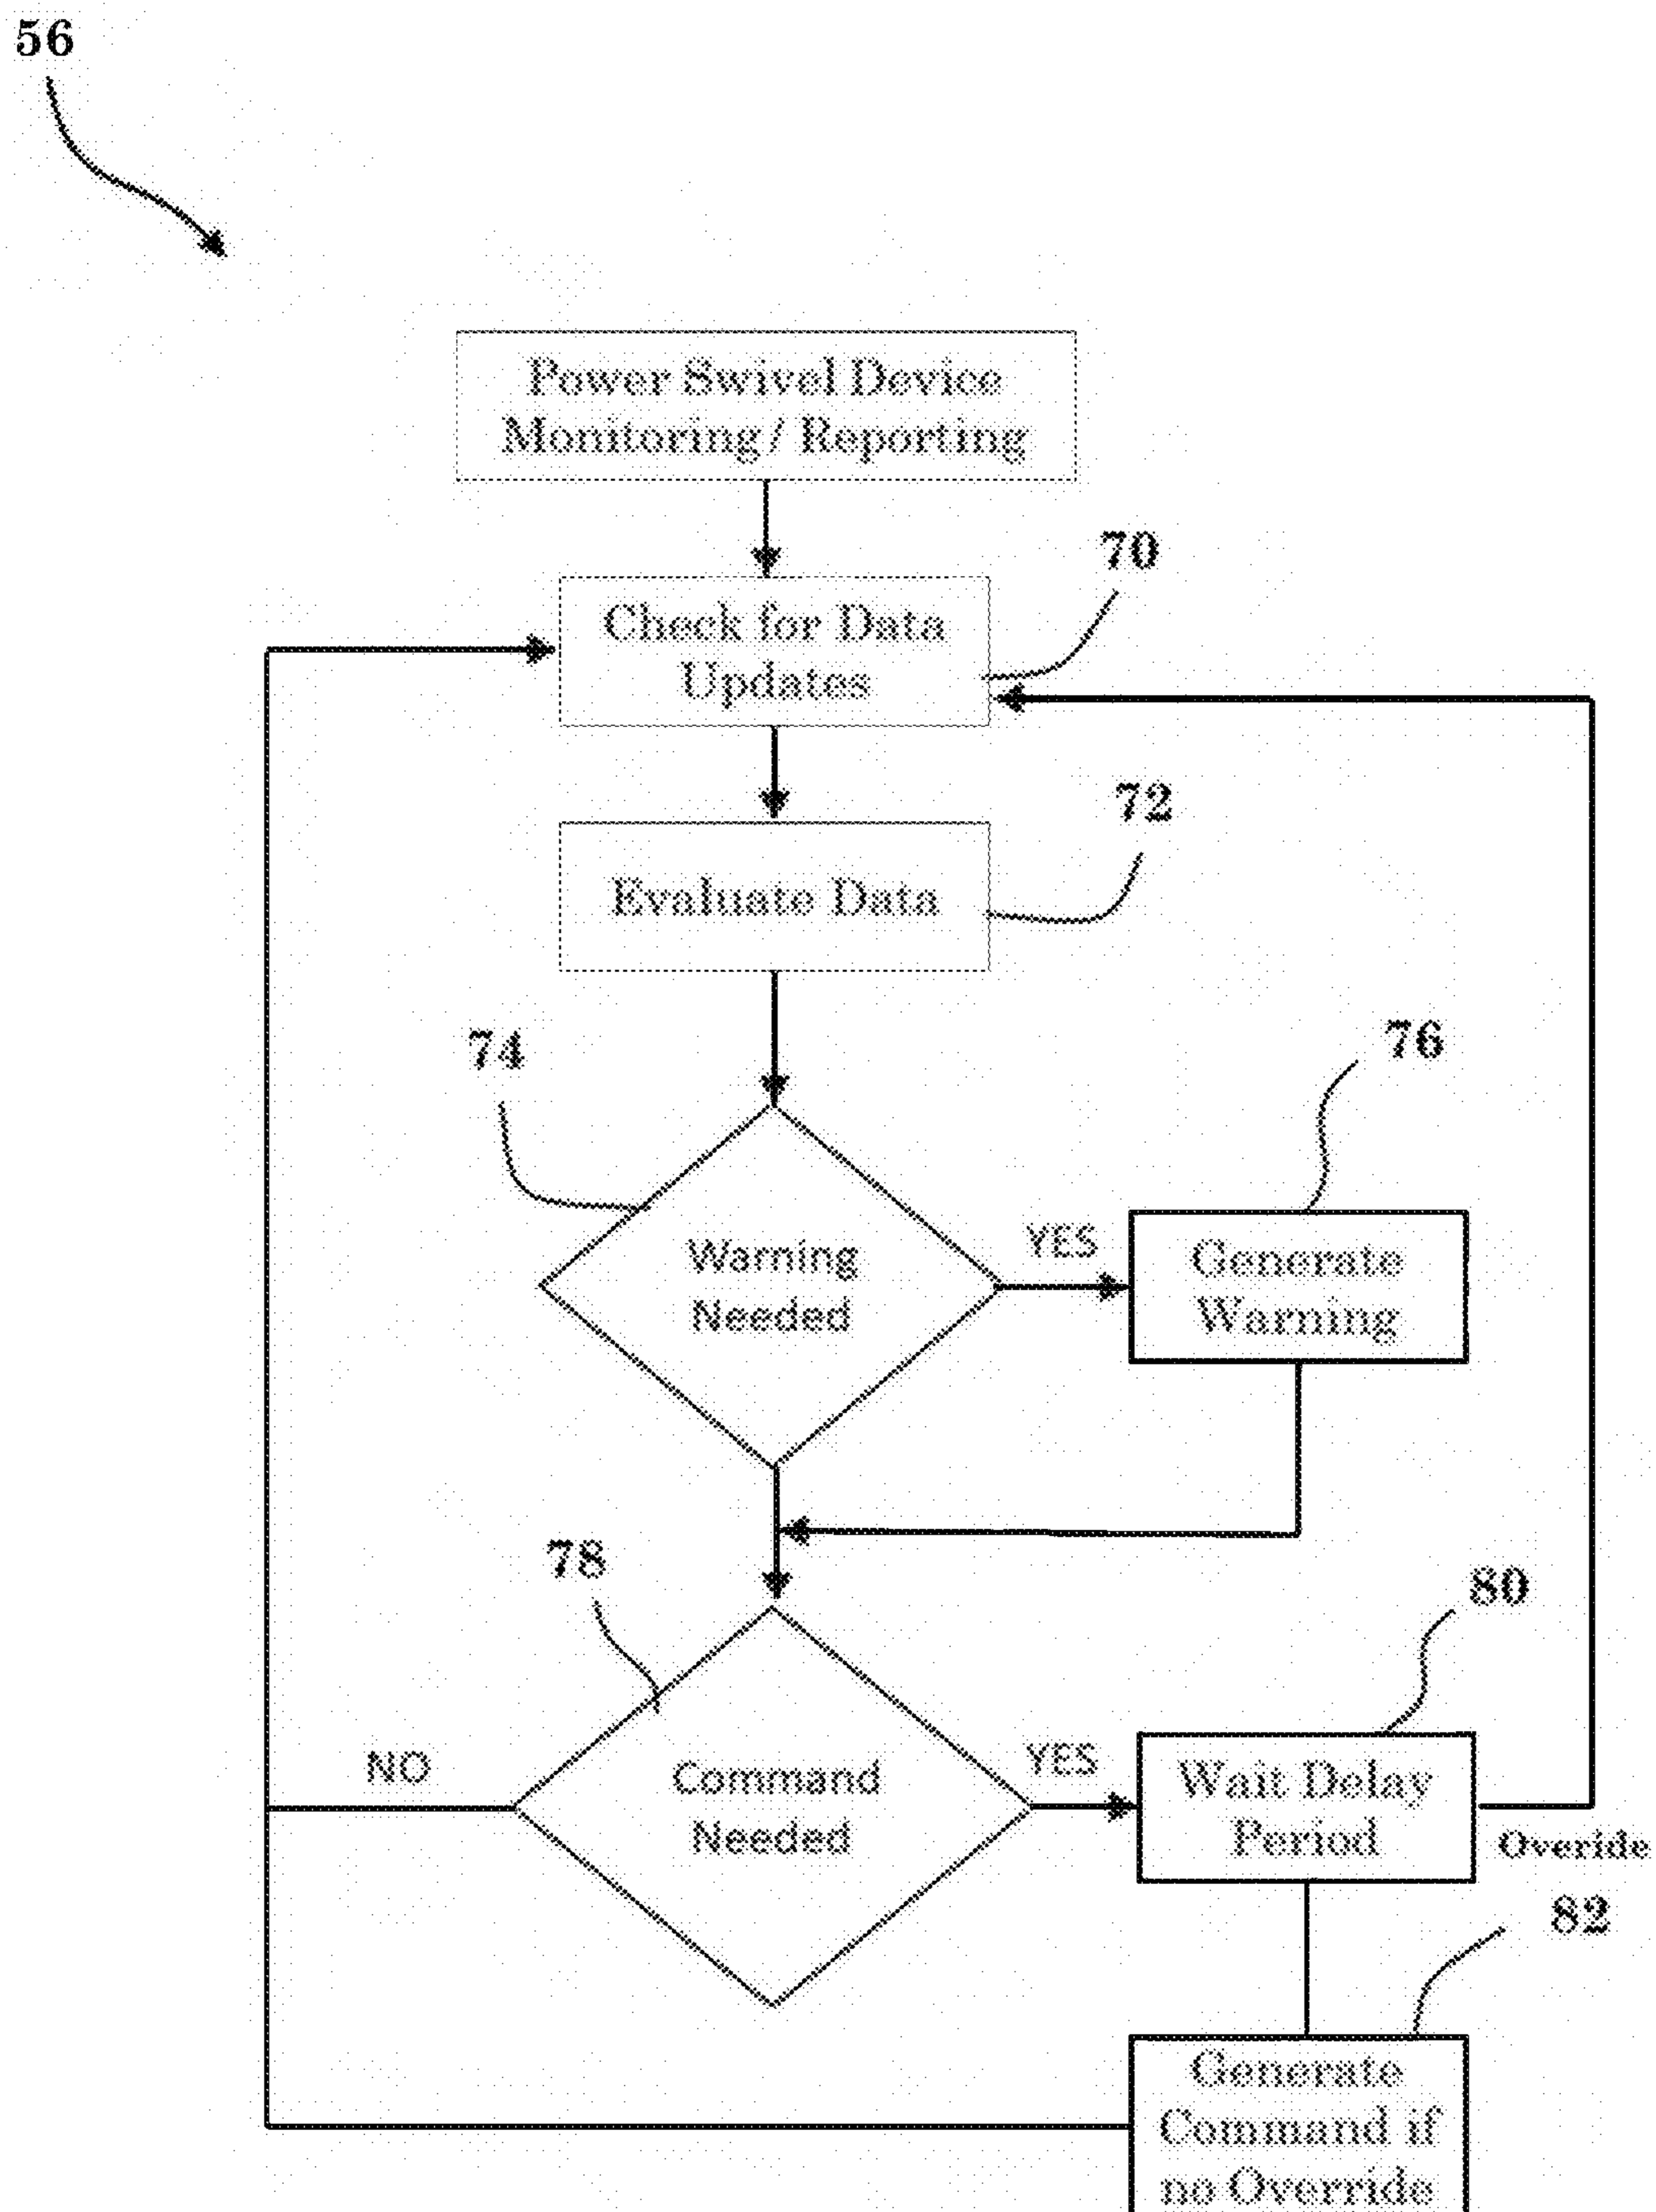 56
Power Swivel Device
Monitoring / Reporting
70
Check for Data
Updates
72
Evaluate Data
74
76
Warning
Needed
YES
Generate
Warning
78
80
NO
Command
Needed
YES
Wait Delay
Period
Overide
82
Generate
Command if
no Override